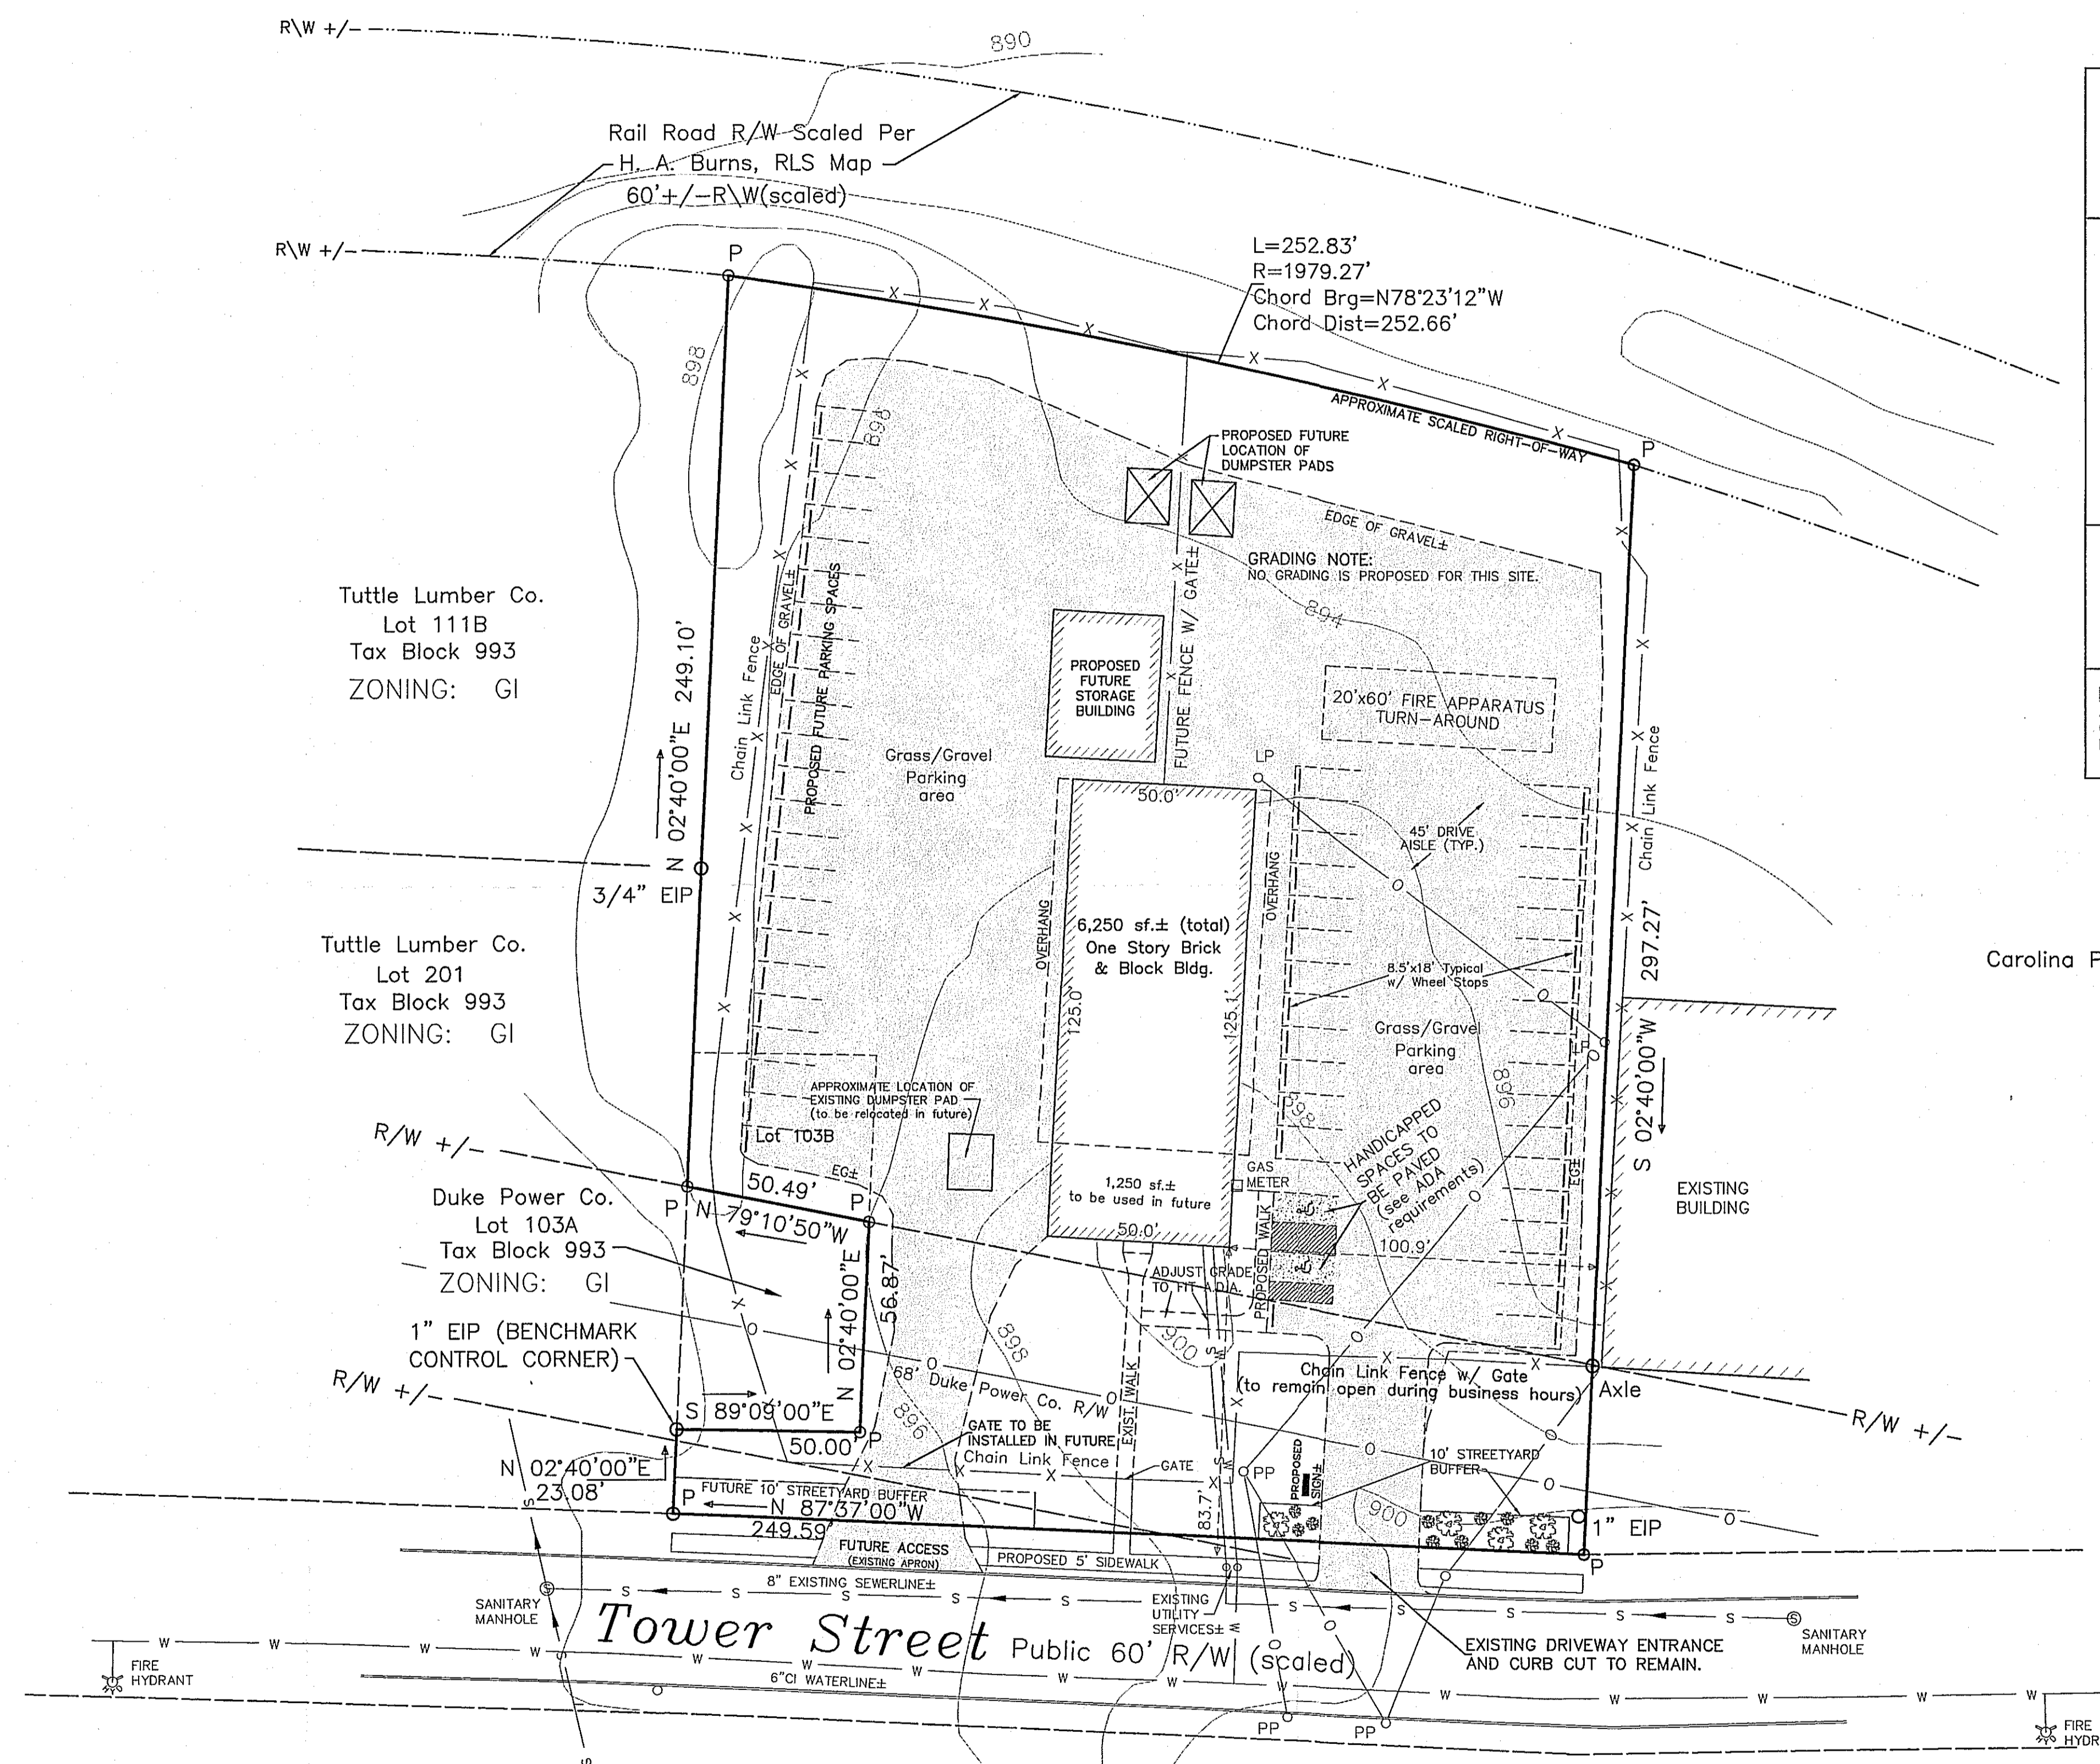 R\W +/-
890
Rail Road R/W Scaled Per
H. A. Burns, RLS Map
60'+/-R\W(scaled)
R\W +/-
P
L=252.83'
R=1979.27'
Chord Brg=N78°23'12"W
Chord Dist=252.66'
898
896
APPROXIMATE SCALED RIGHT-OF-WAY
P
PROPOSED FUTURE
LOCATION OF
DUMPSTER PADS
EDGE OF GRAVEL±
GRADING NOTE:
NO GRADING IS PROPOSED FOR THIS SITE.
894
Tuttle Lumber Co.
Lot 111B
Tax Block 993
ZONING: GI
N 02°40'00"E 249.10'
Chain Link Fence
EDGE OF GRAVEL±
PROPOSED FUTURE PARKING SPACES
PROPOSED
FUTURE
STORAGE
BUILDING
FUTURE FENCE W/ GATE±
20'x60' FIRE APPARATUS
TURN-AROUND
Grass/Gravel
Parking
area
LP
50.0'
45' DRIVE
AISLE (TYP.)
Chain Link Fence
3/4" EIP
OVERHANG
OVERHANG
6,250 sf.± (total)
One Story Brick
& Block Bldg.
125.0'
125.1'
8.5'x18' Typical
w/ Wheel Stops
S 02°40'00"W 297.27'
Carolina P
Tuttle Lumber Co.
Lot 201
Tax Block 993
ZONING: GI
Grass/Gravel
Parking
area
LP
896
898
APPROXIMATE LOCATION OF
EXISTING DUMPSTER PAD
(to be relocated in future)
Lot 103B
EG±
R/W +/-
P
50.49'
P
N 79°10'50"W
1,250 sf.±
to be used in future
50.0'
GAS
METER
HANDICAPPED
SPACES TO
BE PAVED
(see ADA
requirements)
EG±
100.9'
EXISTING
BUILDING
Duke Power Co.
Lot 103A
Tax Block 993
ZONING: GI
N 02°40'00"E
56.87'
ADJUST GRADE
TO FIT A.D.A.
PROPOSED WALK
900
898
1" EIP (BENCHMARK
CONTROL CORNER)
R/W +/-
68' Duke Power Co. R/W
EXIST. WALK
Chain Link Fence w/ Gate
(to remain open during business hours)
Axle
R/W +/-
S 89°09'00"E
50.00'
P
896
GATE TO BE
INSTALLED IN FUTURE
Chain Link Fence
GATE
PP
PROPOSED
SIGN±
10' STREETYARD
BUFFER
N 02°40'00"E
23.08'
P
FUTURE 10' STREETYARD BUFFER
N 87°37'00"W
249.59'
83.7'
900
1" EIP
P
FUTURE ACCESS
(EXISTING APRON)
PROPOSED 5' SIDEWALK
8" EXISTING SEWERLINE±
SANITARY
MANHOLE
EXISTING
UTILITY
SERVICES±
Tower Street Public 60' R/W (scaled)
EXISTING DRIVEWAY ENTRANCE
AND CURB CUT TO REMAIN.
SANITARY
MANHOLE
FIRE
HYDRANT
6"CI WATERLINE±
PP
PP
FIRE
HYDR